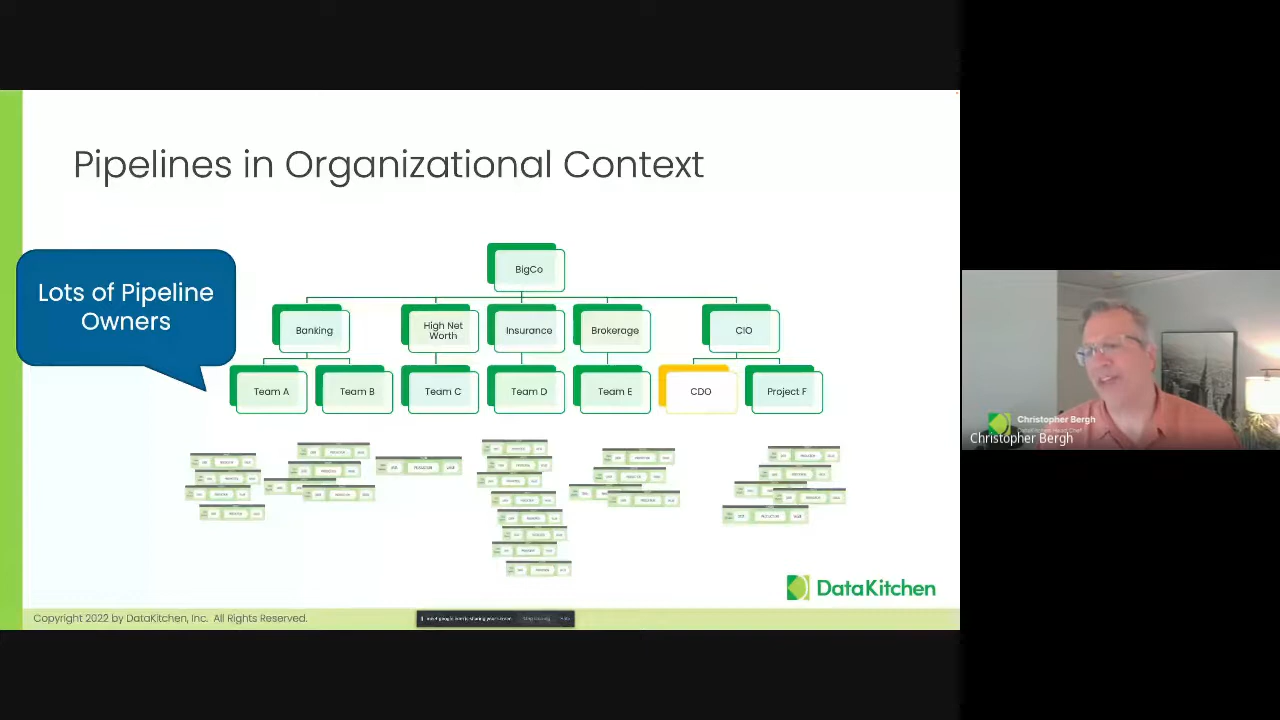 Pipelines in Organizational Context
Lots of Pipeline
Owners
BigCo
Banking
High Net
Worth
Insurance
Brokerage
CIO
Team A
Team B
Team C
Team D
Team E
CDO
Project F
DataKitchen
Copyright 2022 by DataKitchen, Inc. All Rights Reserved.
Christopher Bergh
Christopher Bergh